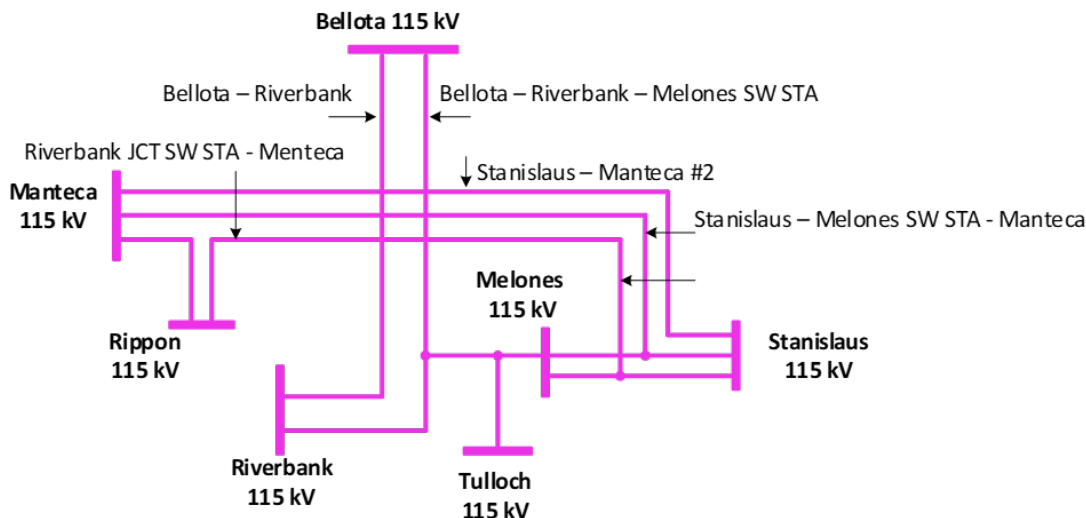 Bellota 115 kV
Bellota – Riverbank
Bellota – Riverbank – Melones SW STA
Riverbank JCT SW STA - Menteca
Stanislaus – Manteca #2
Manteca
115 kV
Stanislaus – Melones SW STA - Manteca
Melones
115 kV
Rippon
115 kV
Stanislaus
115 kV
Riverbank
115 kV
Tulloch
115 kV